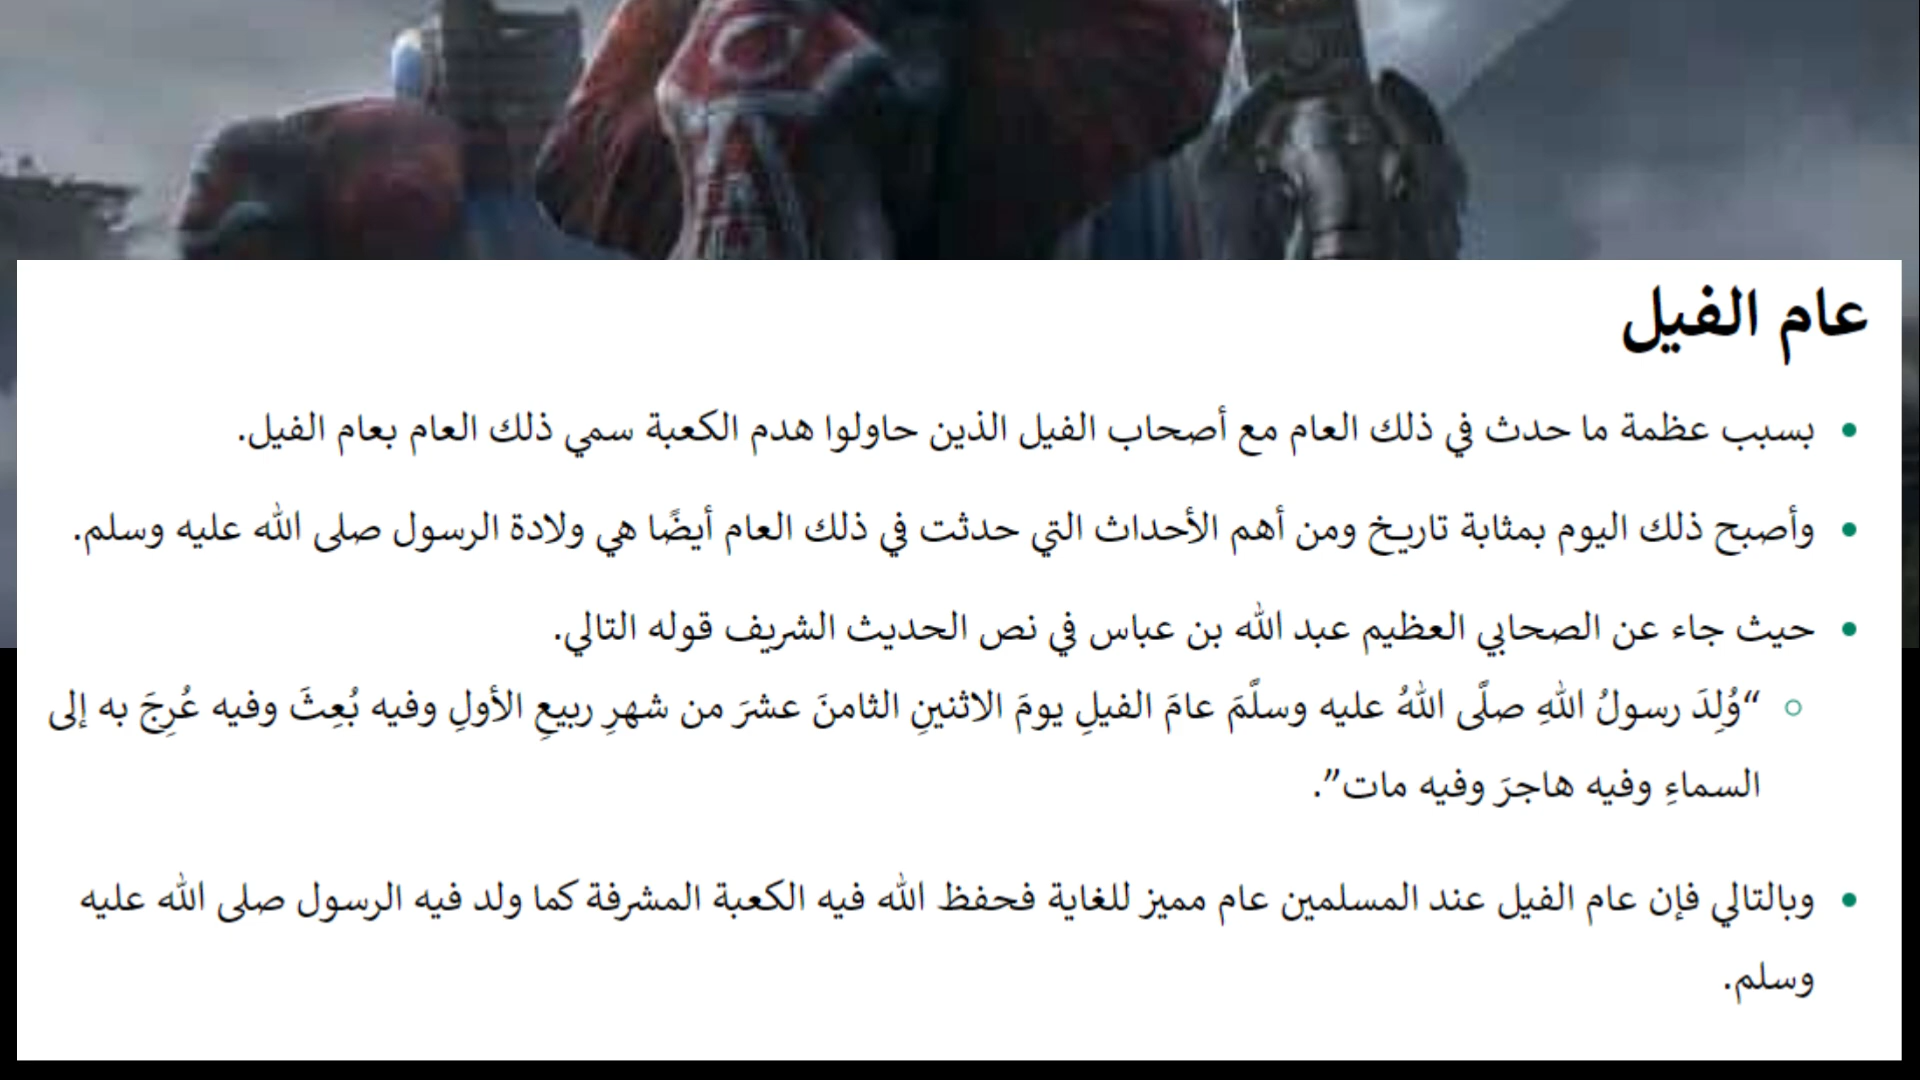 عام الفيل
بسبب عظمة ما حدث في ذلك العام مع أصحاب الفيل الذين حاولوا هدم الكعبة سمي ذلك العام بعام الفيل.
وأصبح ذلك اليوم بمثابة تاريخ ومن أهم الأحداث التي حدثت في ذلك العام أيضًا هي ولادة الرسول صلى الله عليه وسلم.
حيث جاء عن الصحابي العظيم عبد الله بن عباس في نص الحديث الشريف قوله التالي.
“وُلِدَ رسولُ اللهِ صلَّى اللهُ عليه وسلَّمَ عامَ الفيلِ يومَ الاثنينِ الثامنَ عشرَ من شهرِ ربيعِ الأولِ وفيه بُعِثَ وفيه عُرِجَ به إلى
السماءِ وفيه هاجرَ وفيه مات”.
وبالتالي فإن عام الفيل عند المسلمين عام مميز للغاية فحفظ الله فيه الكعبة المشرفة كما ولد فيه الرسول صلى الله عليه
وسلم.